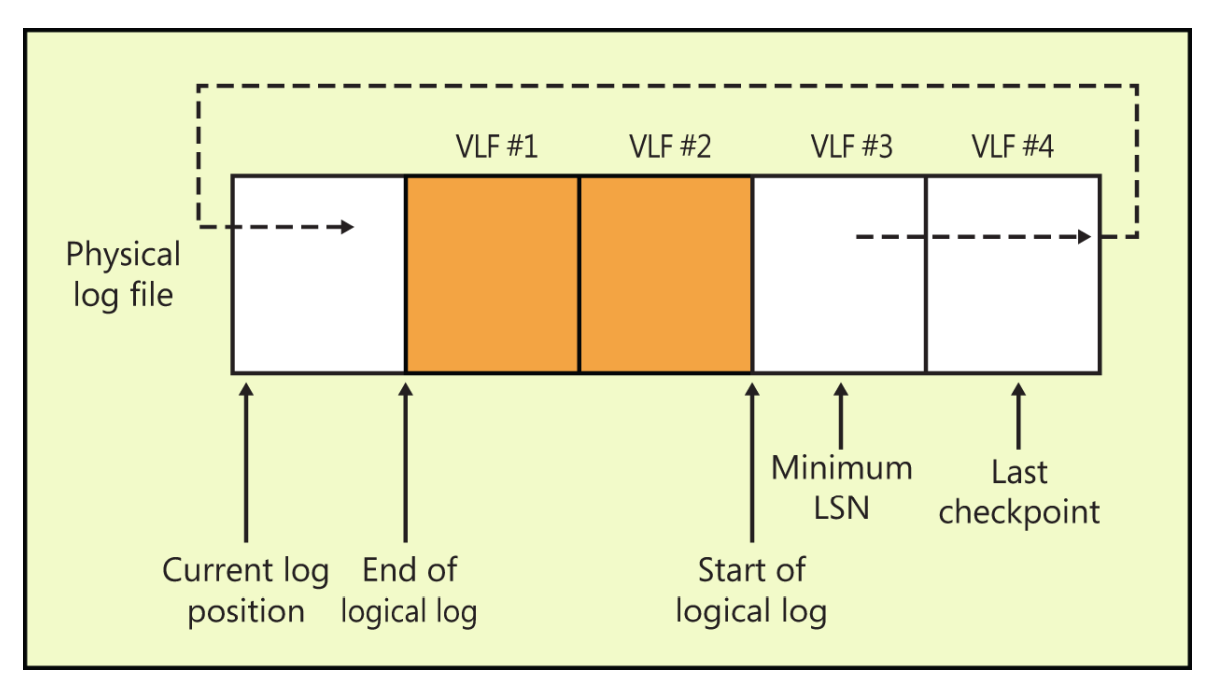 VLF #1
VLF #2
VLF #3
VLF #4
Physical
log file
Minimum
LSN
Last
checkpoint
Current log
position
End of
logical log
Start of
logical log